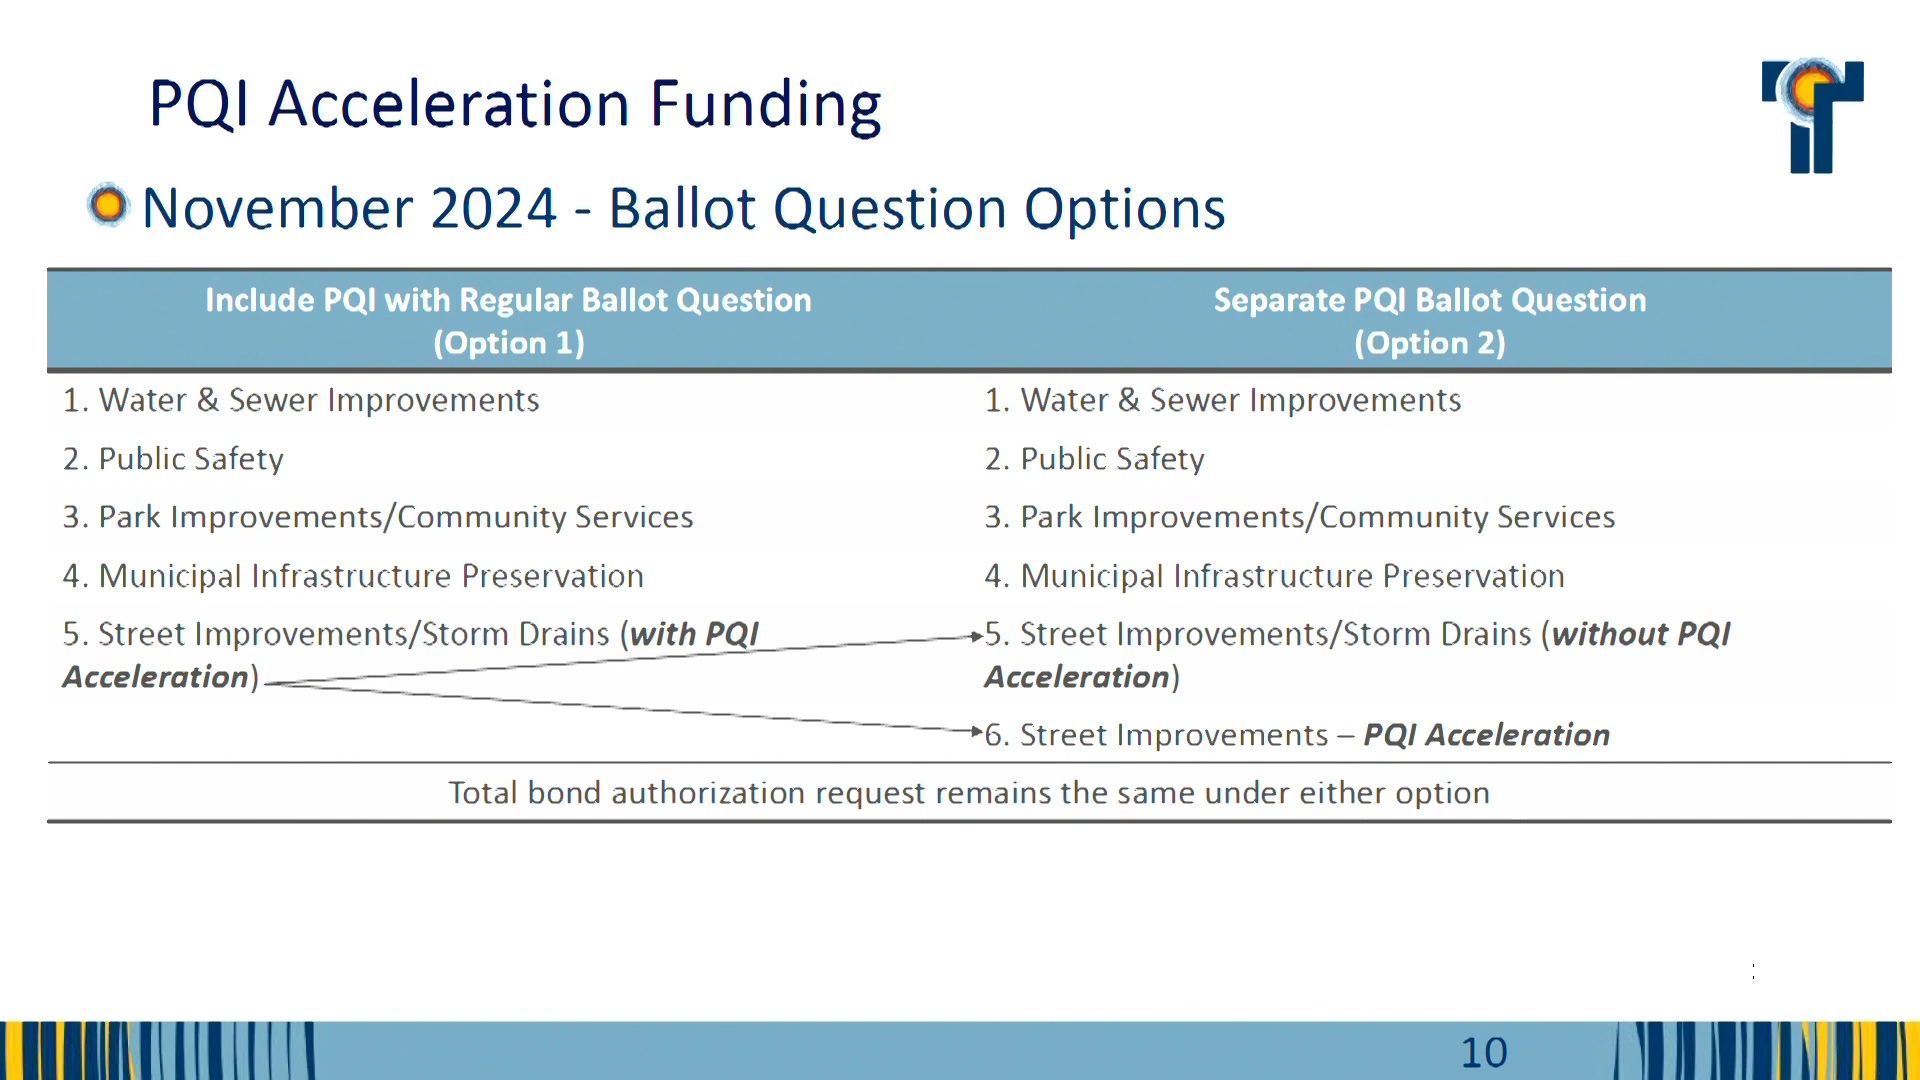 PQI Acceleration Funding
November 2024 - Ballot Question Options
Include PQI with Regular Ballot Question
(Option 1)
Separate PQI Ballot Question
(Option 2)
1. Water & Sewer Improvements
1. Water & Sewer Improvements
2. Public Safety
2. Public Safety
3. Park Improvements/Community Services
3. Park Improvements/Community Services
4. Municipal Infrastructure Preservation
4. Municipal Infrastructure Preservation
5. Street Improvements/Storm Drains (with PQI
Acceleration)
5. Street Improvements/Storm Drains (without PQI
Acceleration)
6. Street Improvements – PQI Acceleration
Total bond authorization request remains the same under either option
10